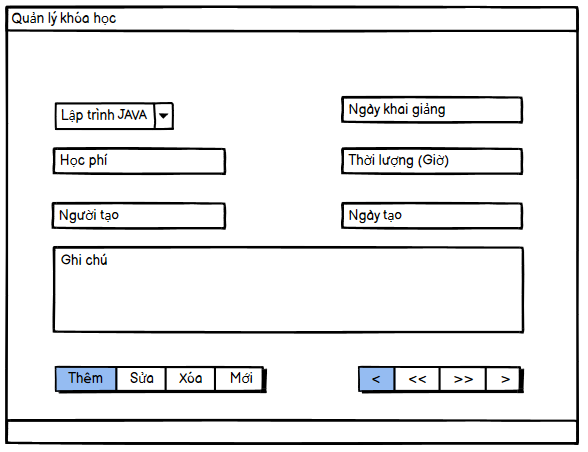 Quản lý khóa học
Lập trình JAVA
Ngày khai giảng
Học phí
Thời lượng (Giờ)
Người tạo
Ngày tạo
Ghi chú
Thêm Sửa Xóa Mới
< << >> >